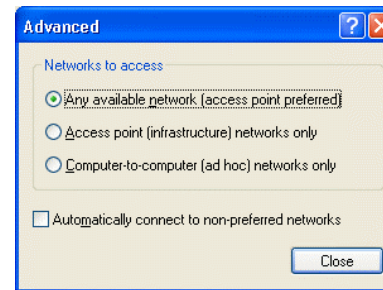 Advanced
Networks to access
Any available network (access point preferred)
Access point (infrastructure) networks only
Computer-to-computer (ad hoc) networks only
Automatically connect to non-preferred networks
Close